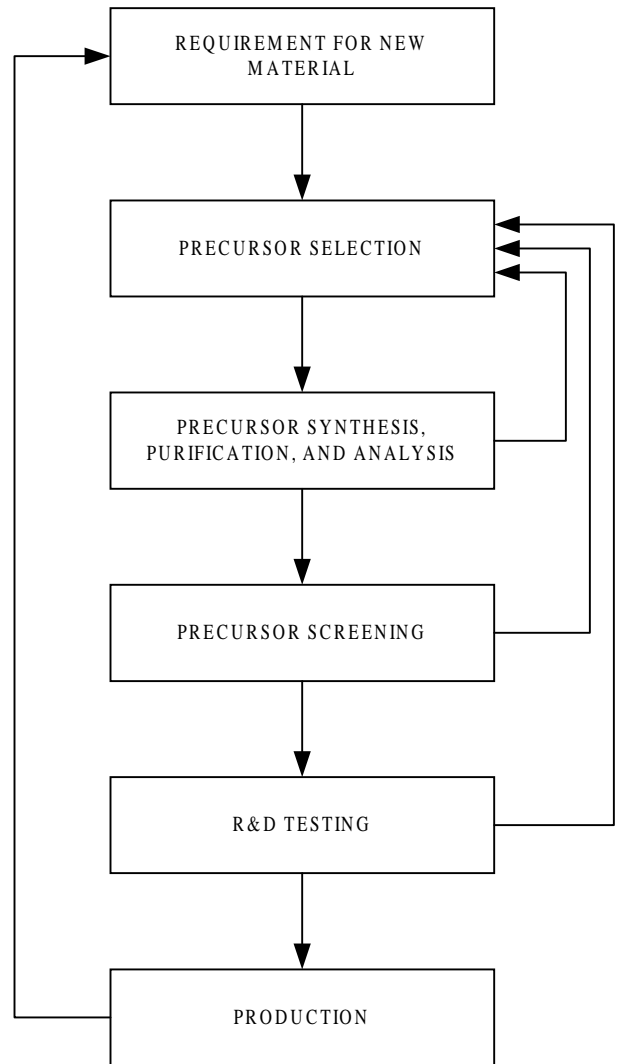 REQUIREMENT FOR NEW
MATERIAL
PRECURSOR SELECTION
PRECURSOR SYNTHESIS,
PURIFICATION, AND ANALYSIS
PRECURSOR SCREENING
R&D TESTING
PRODUCTION